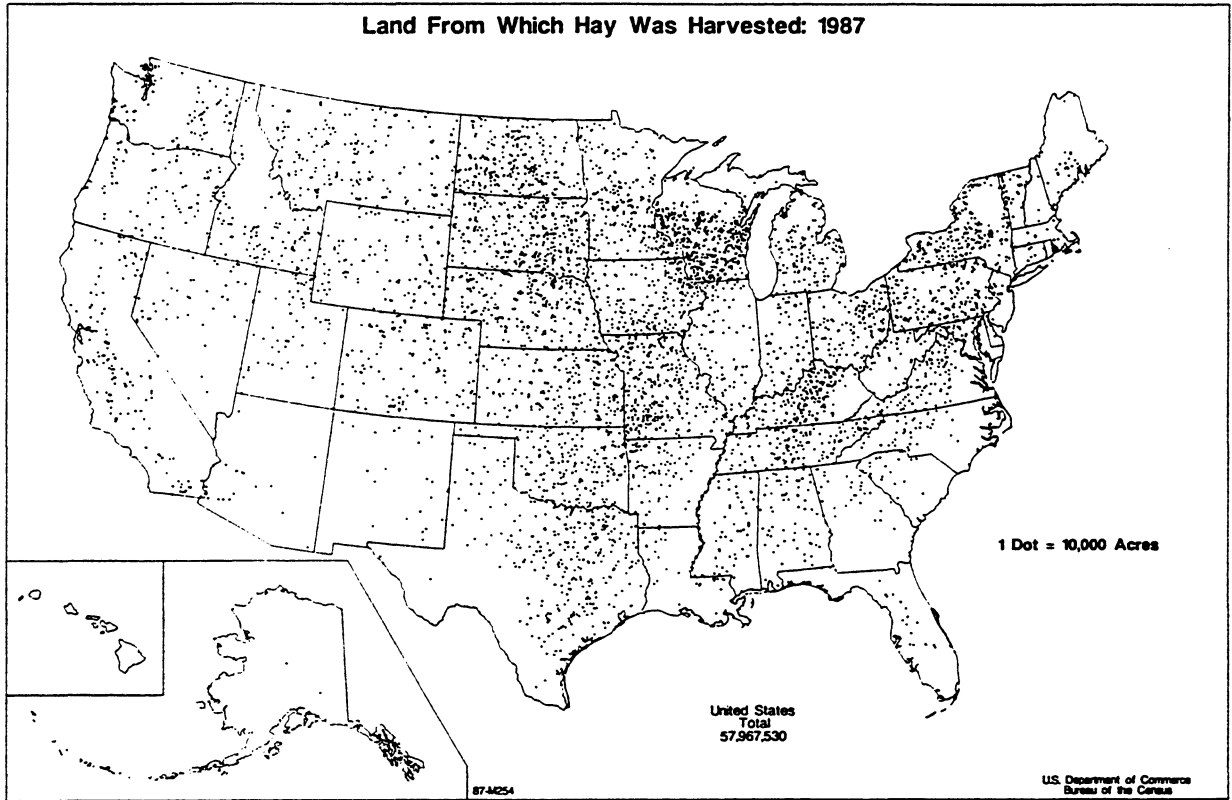 Land From Which Hay Was Harvested: 1987
1 Dot = 10,000 Acres
United States
Total
57,967,530
87-M254
U.S. Department of Commerce
Bureau of the Census